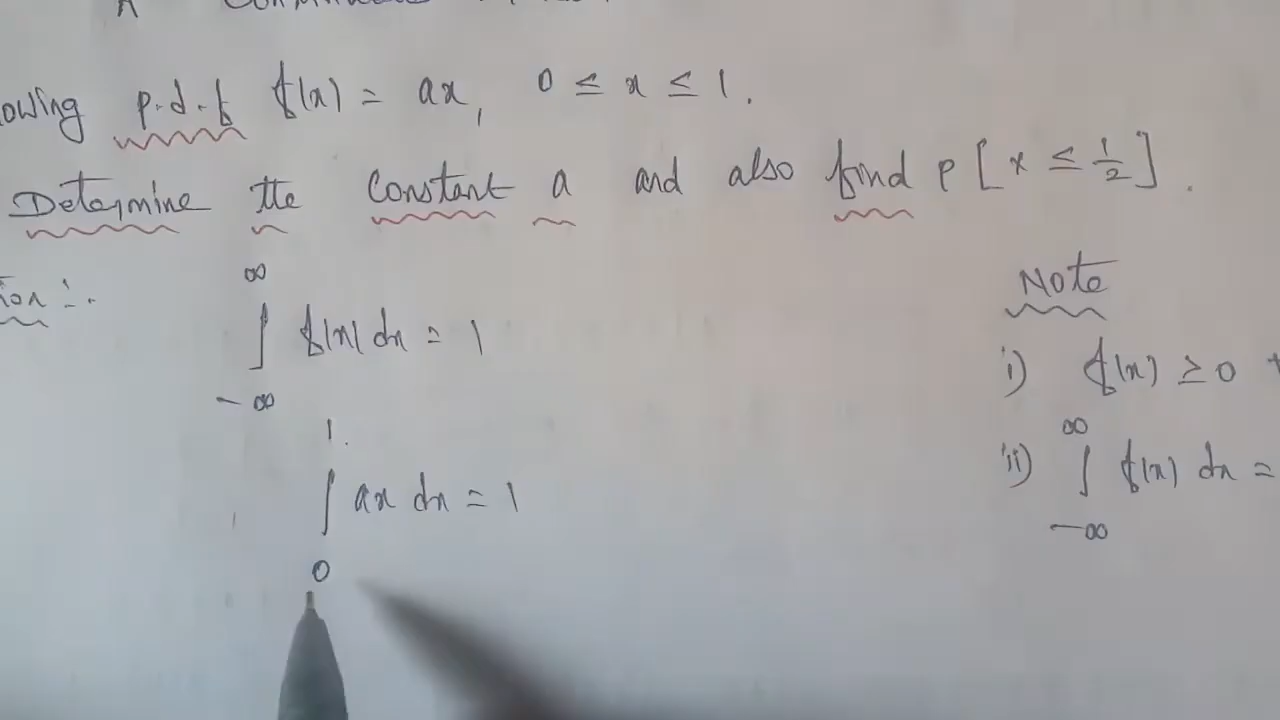 p.d.f f(x) = ax, 0 ≤ x ≤ 1.
Determine the Constant a and also find P[x ≤ 1/2].
∫_{-∞}^{∞} f(x) dx = 1
∫_{0}^{1} ax dx = 1
Note
i) f(x) ≥ 0
ii) ∫_{-∞}^{∞} f(x) dx =